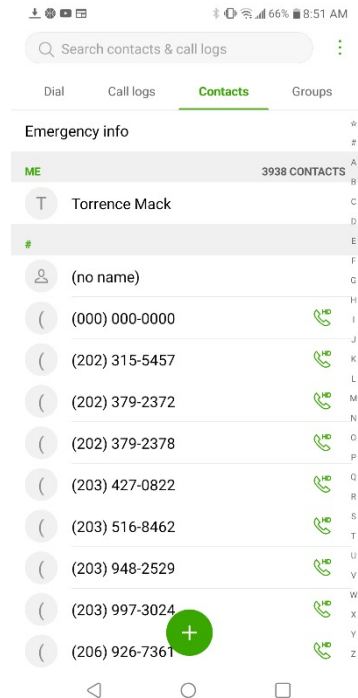 66% 8:51 AM
Search contacts & call logs
Dial Call logs Contacts Groups
Emergency info
ME 3938 CONTACTS
T Torrence Mack
#
(no name)
( (000) 000-0000 HD
( (202) 315-5457 HD
( (202) 379-2372 HD
( (202) 379-2378 HD
( (203) 427-0822 HD
( (203) 516-8462 HD
( (203) 948-2529 HD
( (203) 997-3024 HD
( (206) 926-7361 HD
+
☆
#
A
B
C
D
E
F
G
H
I
J
K
L
M
N
O
P
Q
R
S
T
U
V
W
X
Y
Z